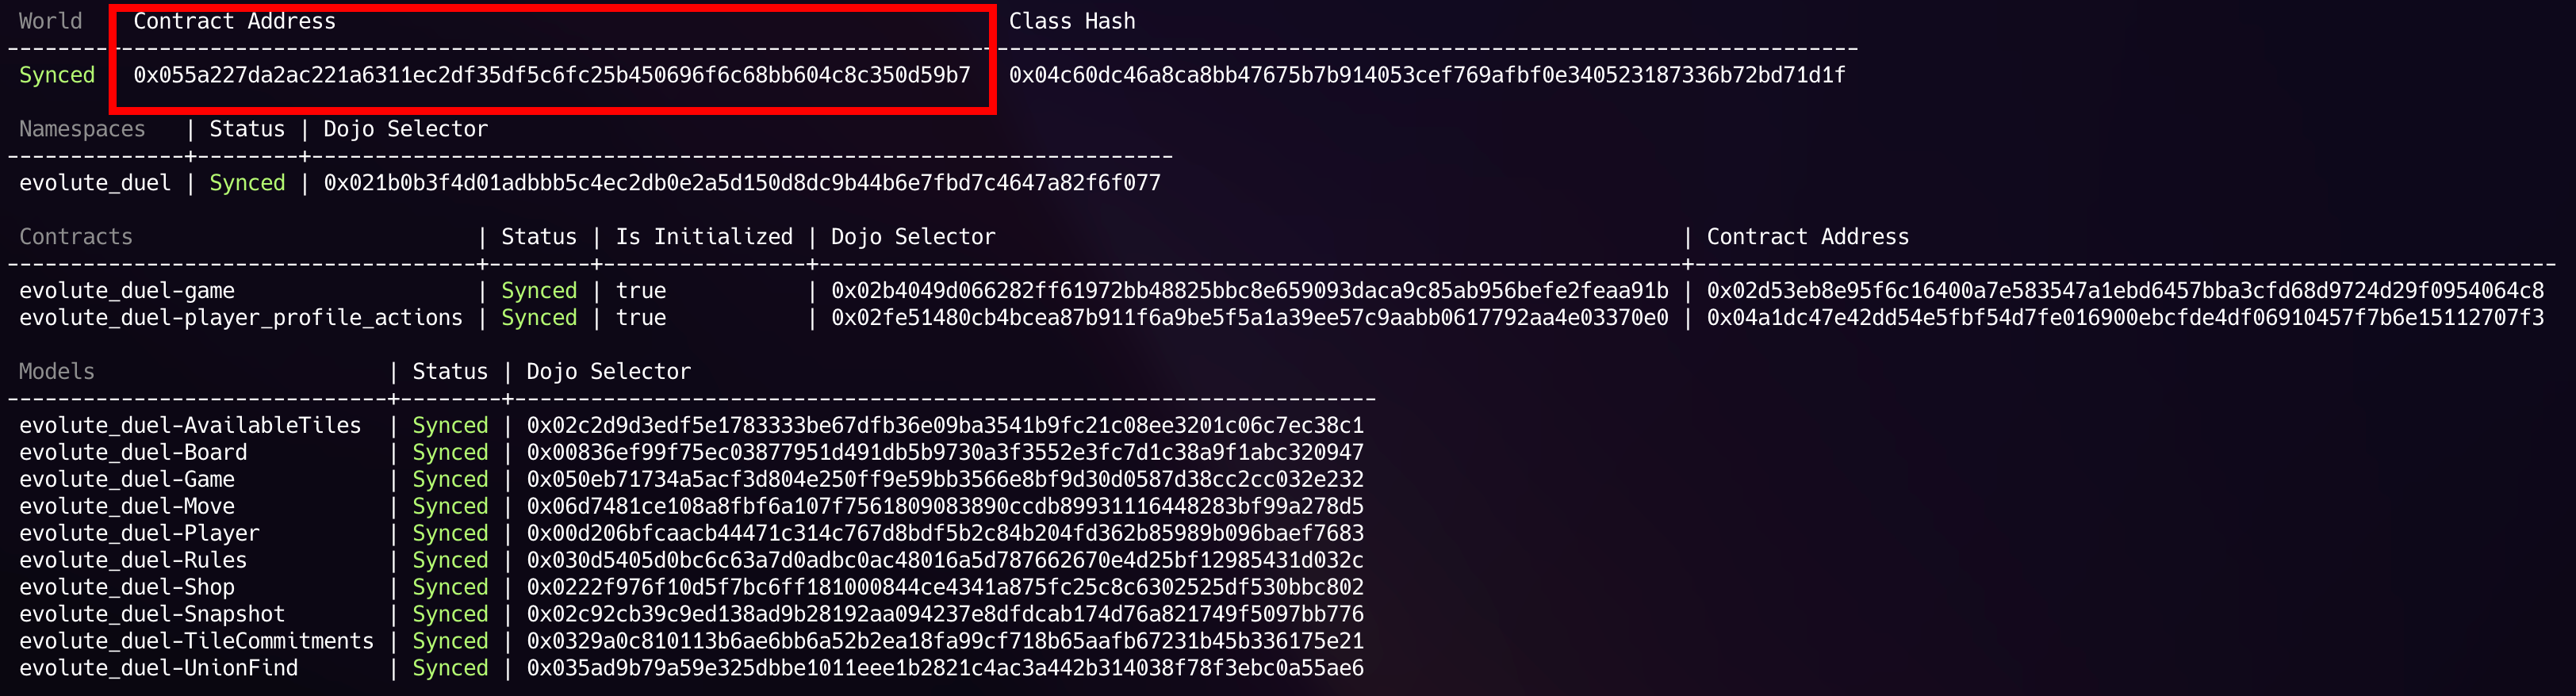 World Contract Address Class Hash
Synced 0x055a227da2ac221a6311ec2df35df5c6fc25b450696f6c68bb604c8c350d59b7 0x04c60dc46a8ca8bb47675b7b914053cef769afbf0e340523187336b72bd71d1f
Namespaces | Status | Dojo Selector
evolute_duel | Synced | 0x021b0b3f4d01adbbb5c4ec2db0e2a5d150d8dc9b44b6e7fbd7c4647a82f6f077
Contracts | Status | Is Initialized | Dojo Selector | Contract Address
evolute_duel-game | Synced | true | 0x02b4049d066282ff61972bb48825bbc8e659093daca9c85ab956befe2feaa91b | 0x02d53eb8e95f6c16400a7e583547a1ebd6457bba3cfd68d9724d29f0954064c8
evolute_duel-player_profile_actions | Synced | true | 0x02fe51480cb4bcea87b911f6a9be5f5a1a39ee57c9aabb0617792aa4e03370e0 | 0x04a1dc47e42dd54e5fbf54d7fe016900ebcfde4df06910457f7b6e15112707f3
Models | Status | Dojo Selector
evolute_duel-AvailableTiles | Synced | 0x02c2d9d3edf5e1783333be67dfb36e09ba3541b9fc21c08ee3201c06c7ec38c1
evolute_duel-Board | Synced | 0x00836ef99f75ec03877951d491db5b9730a3f3552e3fc7d1c38a9f1abc320947
evolute_duel-Game | Synced | 0x050eb71734a5acf3d804e250ff9e59bb3566e8bf9d30d0587d38cc2cc032e232
evolute_duel-Move | Synced | 0x06d7481ce108a8fbf6a107f7561809083890ccdb89931116448283bf99a278d5
evolute_duel-Player | Synced | 0x00d206bfcaacb44471c314c767d8bdf5b2c84b204fd362b85989b096baef7683
evolute_duel-Rules | Synced | 0x030d5405d0bc6c63a7d0adbc0ac48016a5d787662670e4d25bf12985431d032c
evolute_duel-Shop | Synced | 0x0222f976f10d5f7bc6ff181000844ce4341a875fc25c8c6302525df530bbc802
evolute_duel-Snapshot | Synced | 0x02c92cb39c9ed138ad9b28192aa094237e8dfdcab174d76a821749f5097bb776
evolute_duel-TileCommitments | Synced | 0x0329a0c810113b6ae6bb6a52b2ea18fa99cf718b65aafb67231b45b336175e21
evolute_duel-UnionFind | Synced | 0x035ad9b79a59e325dbbe1011eee1b2821c4ac3a442b314038f78f3ebc0a55ae6